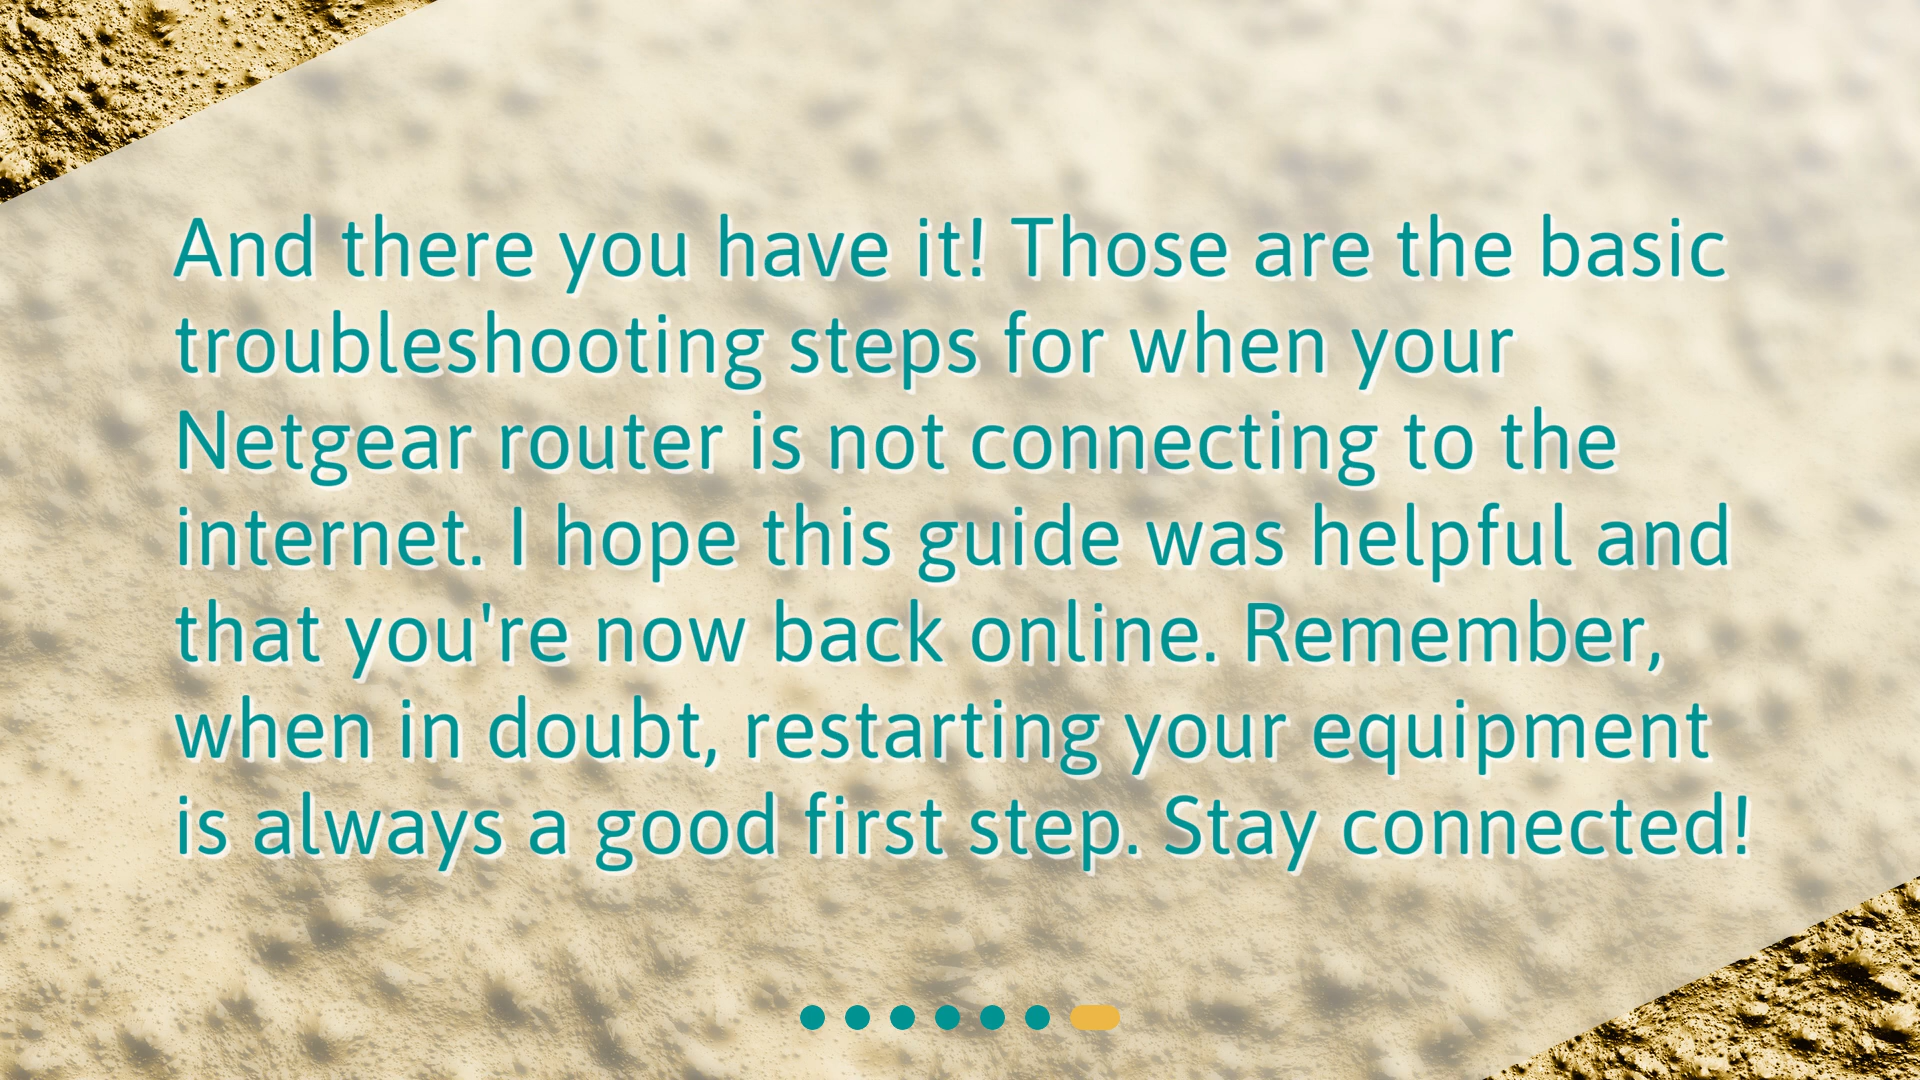 And there you have it! Those are the basic
troubleshooting steps for when your
Netgear router is not connecting to the
internet. I hope this guide was helpful and
that you're now back online. Remember,
when in doubt, restarting your equipment
is always a good first step. Stay connected!